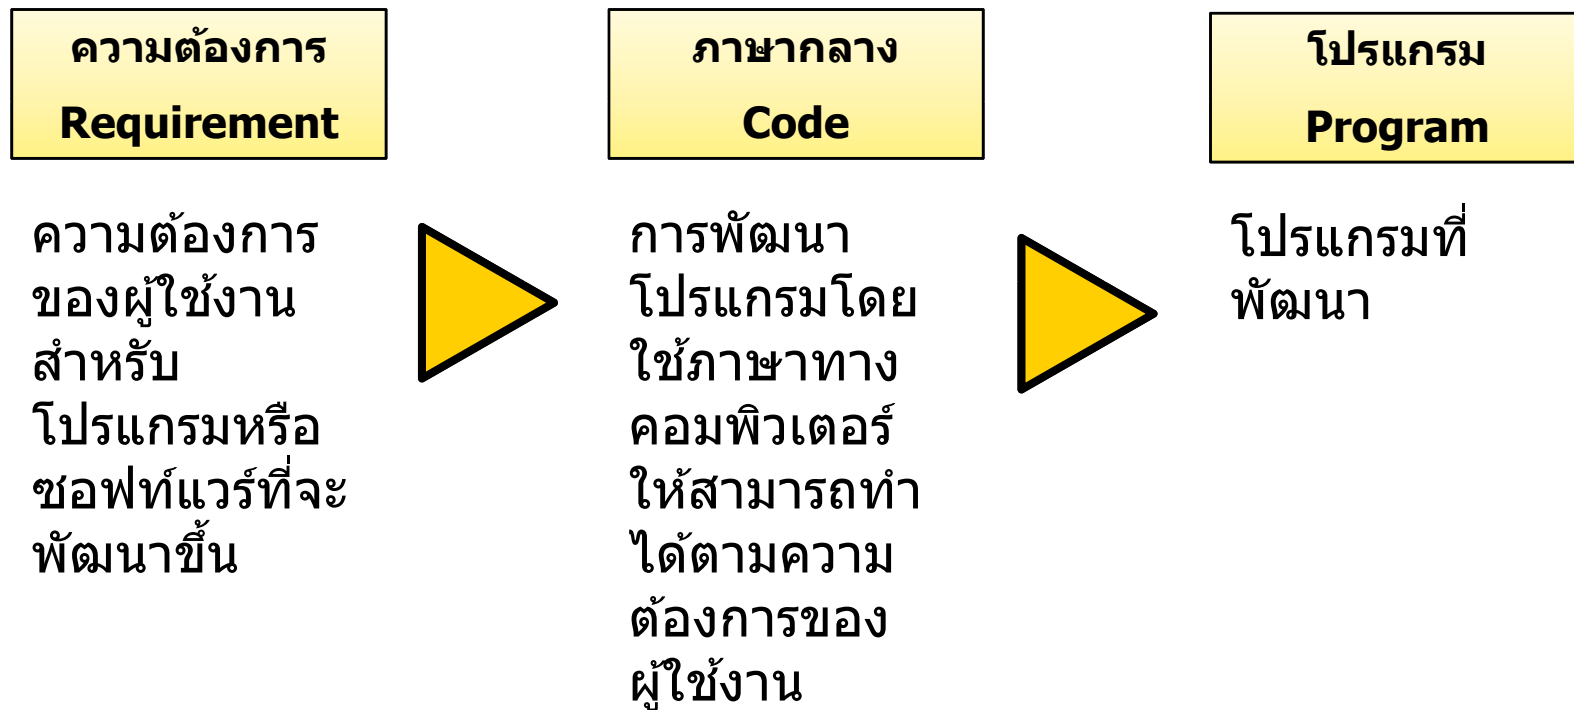 ความต้องการ
Requirement
ความต้องการ
ของผู้ใช้งาน
สำหรับ
โปรแกรมหรือ
ซอฟท์แวร์ที่จะ
พัฒนาขึ้น
ภาษากลาง
Code
การพัฒนา
โปรแกรมโดย
ใช้ภาษาทาง
คอมพิวเตอร์
ให้สามารถทำ
ได้ตามความ
ต้องการของ
ผู้ใช้งาน
โปรแกรม
Program
โปรแกรมที่
พัฒนา